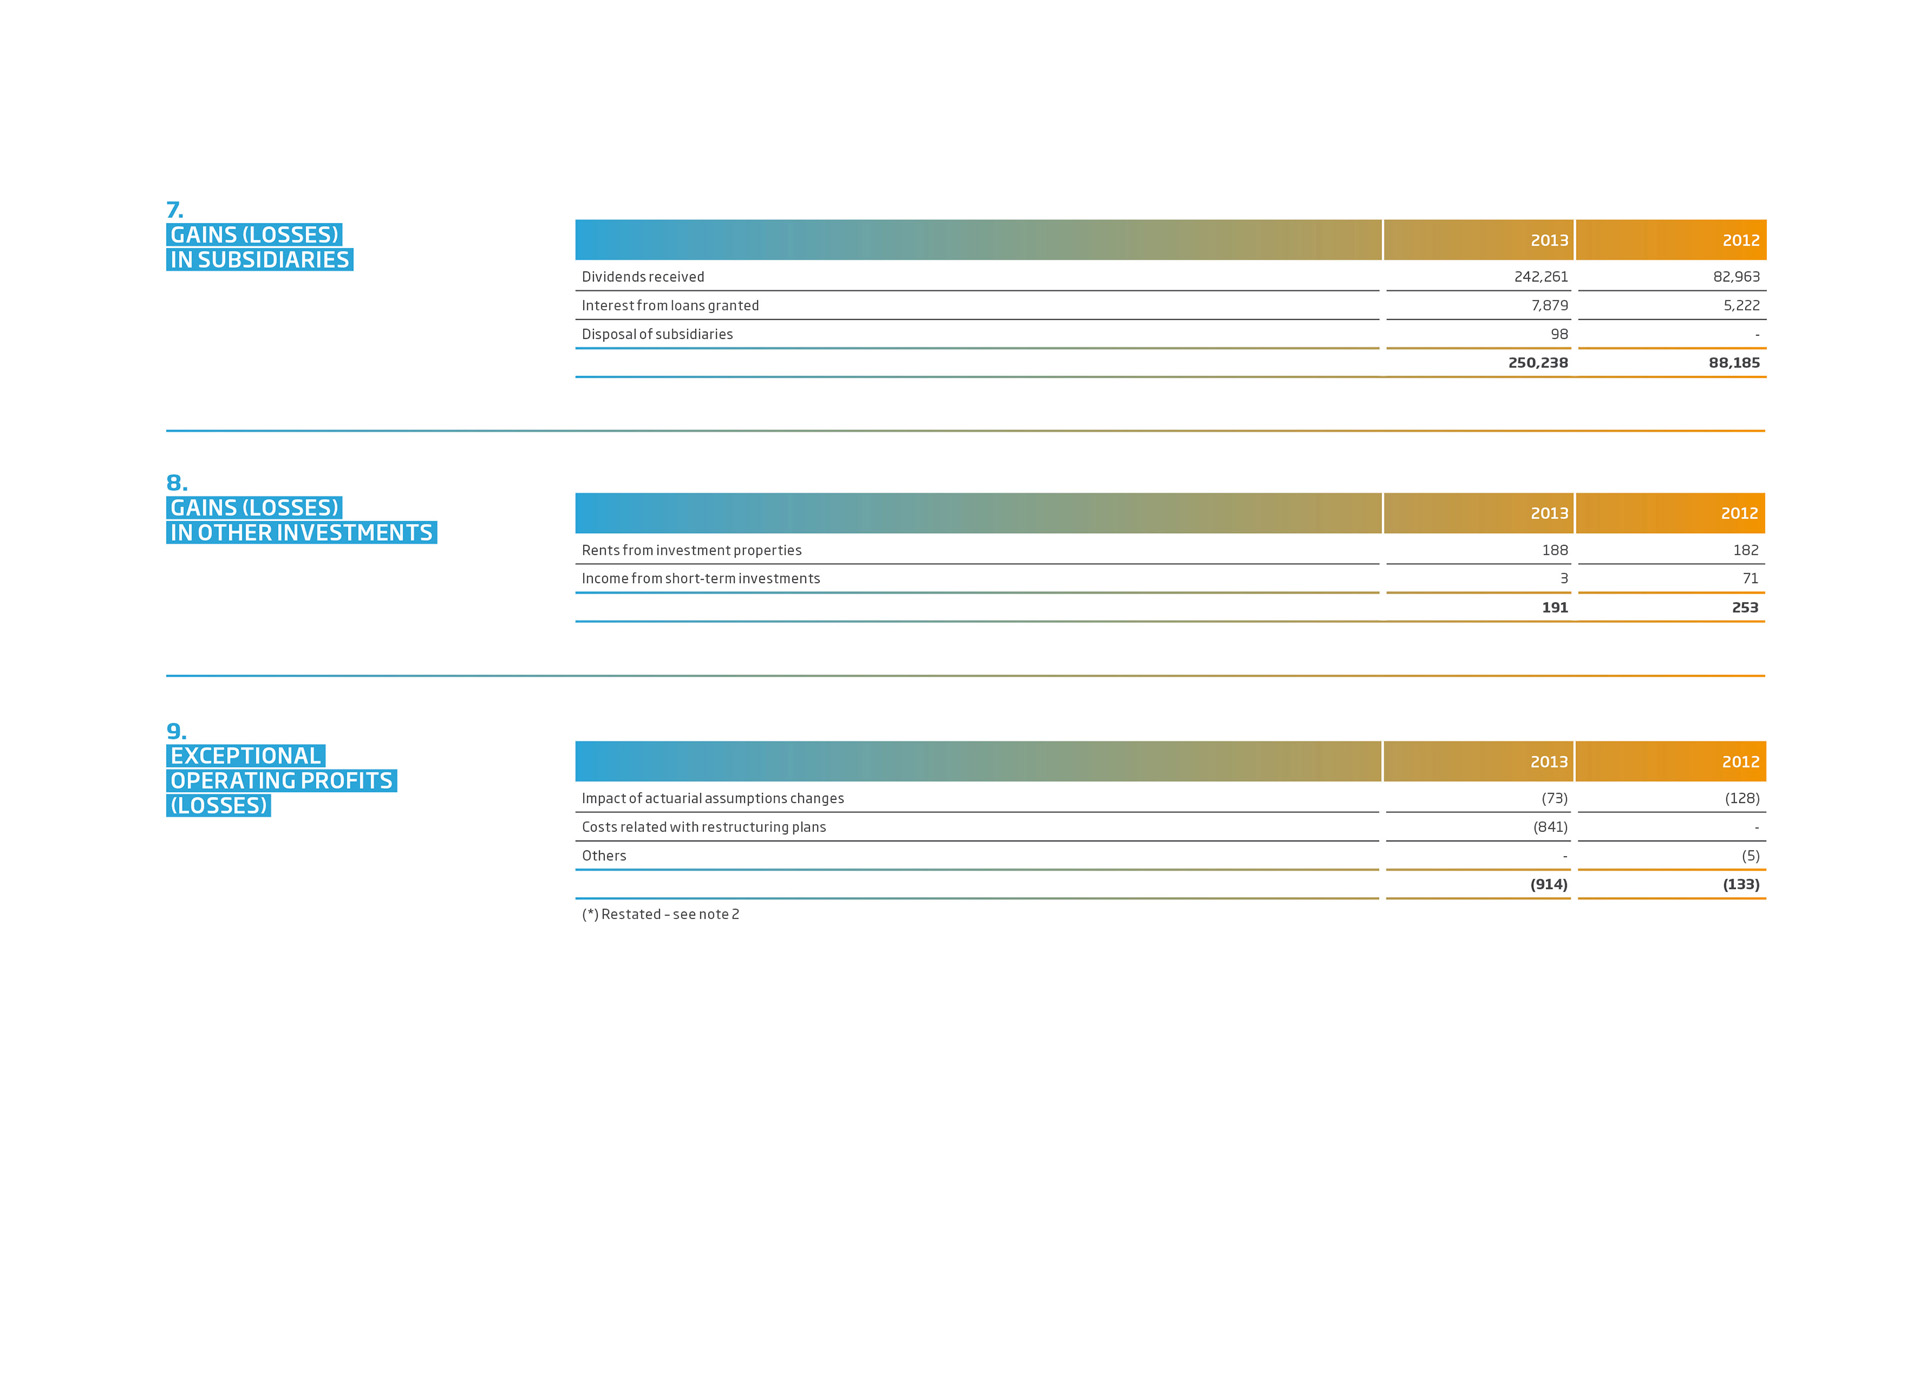 7.
GAINS (LOSSES)
IN SUBSIDIARIES
2013 2012
Dividends received 242,261 82,963
Interest from loans granted 7,879 5,222
Disposal of subsidiaries 98 -
250,238 88,185
8.
GAINS (LOSSES)
IN OTHER INVESTMENTS
2013 2012
Rents from investment properties 188 182
Income from short-term investments 3 71
191 253
9.
EXCEPTIONAL
OPERATING PROFITS
(LOSSES)
2013 2012
Impact of actuarial assumptions changes (73) (128)
Costs related with restructuring plans (841) -
Others - (5)
(914) (133)
(*) Restated – see note 2